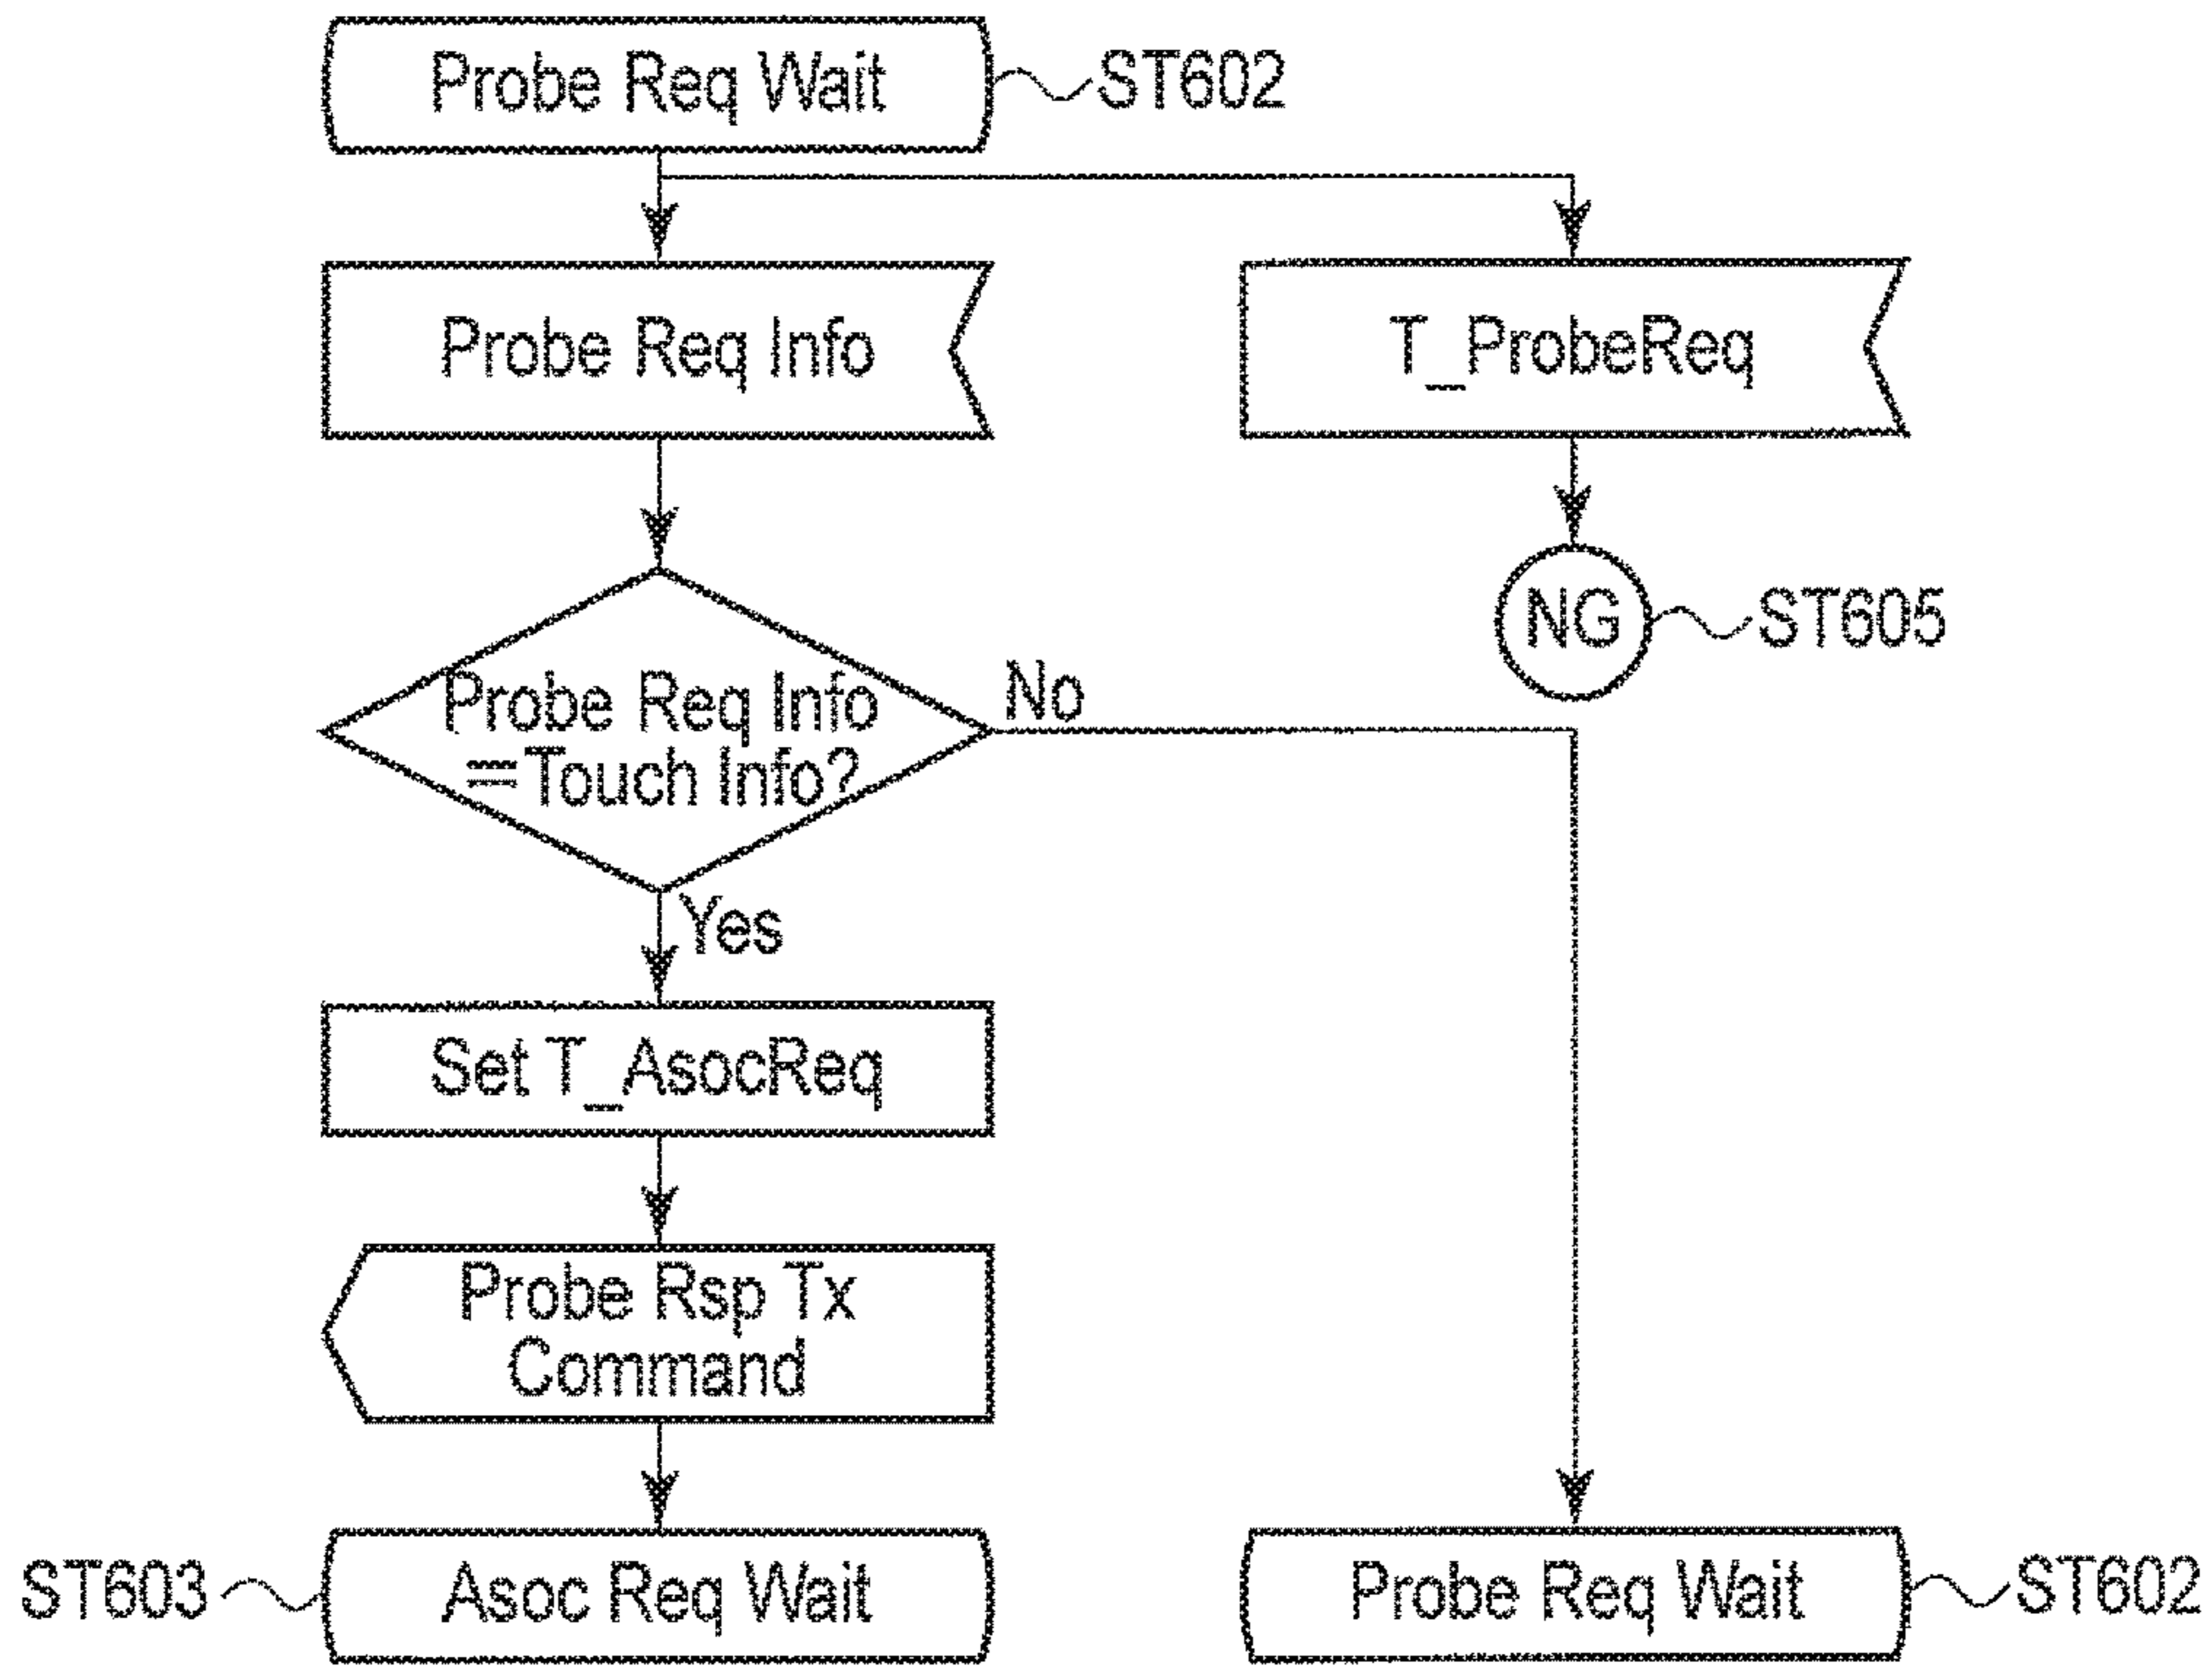 Probe Req Wait
ST602
Probe Req Info
T_ProbeReq
NG
ST605
Probe Req Info
=Touch Info?
No
Yes
Set T_AsocReq
Probe Rsp Tx
Command
ST603
Asoc Req Wait
Probe Req Wait
ST602